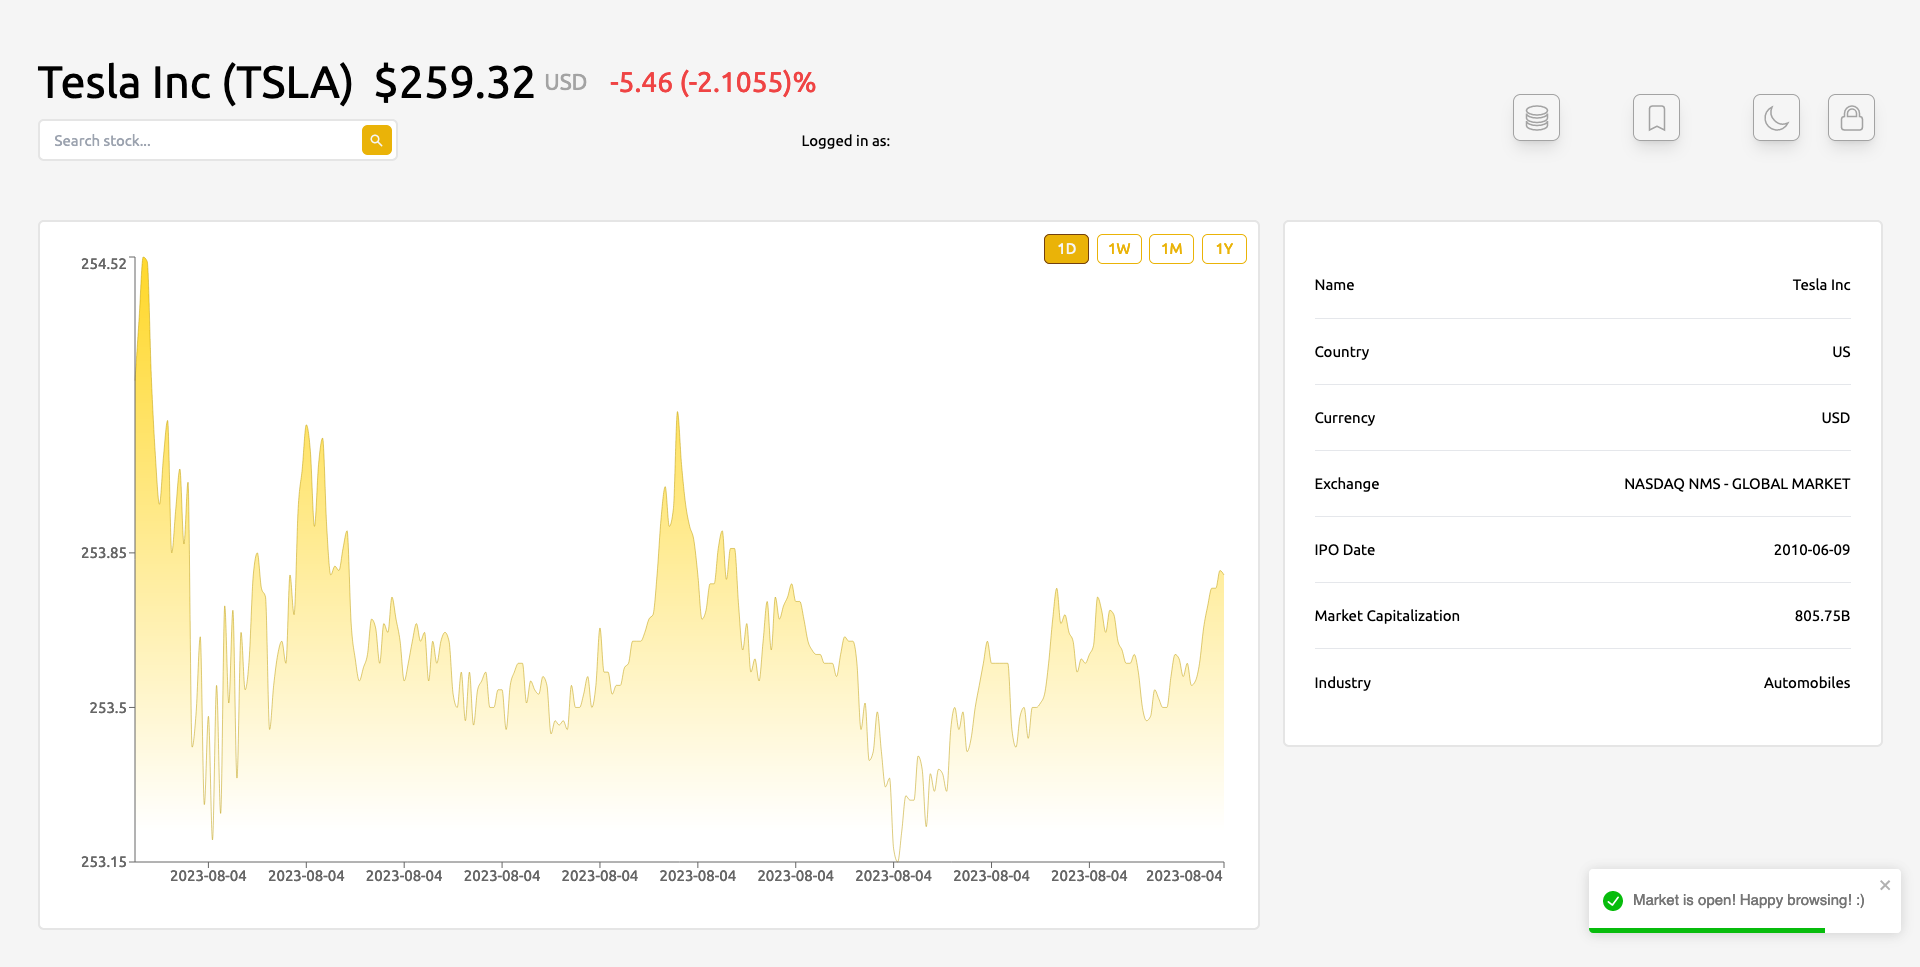 Tesla Inc (TSLA) $259.32 USD -5.46 (-2.1055)%
Search stock...
Logged in as:
1D 1W 1M 1Y
254.52
253.85
253.5
253.15
2023-08-04 2023-08-04 2023-08-04 2023-08-04 2023-08-04 2023-08-04 2023-08-04 2023-08-04 2023-08-04 2023-08-04 2023-08-04
Name Tesla Inc
Country US
Currency USD
Exchange NASDAQ NMS - GLOBAL MARKET
IPO Date 2010-06-09
Market Capitalization 805.75B
Industry Automobiles
Market is open! Happy browsing! :)